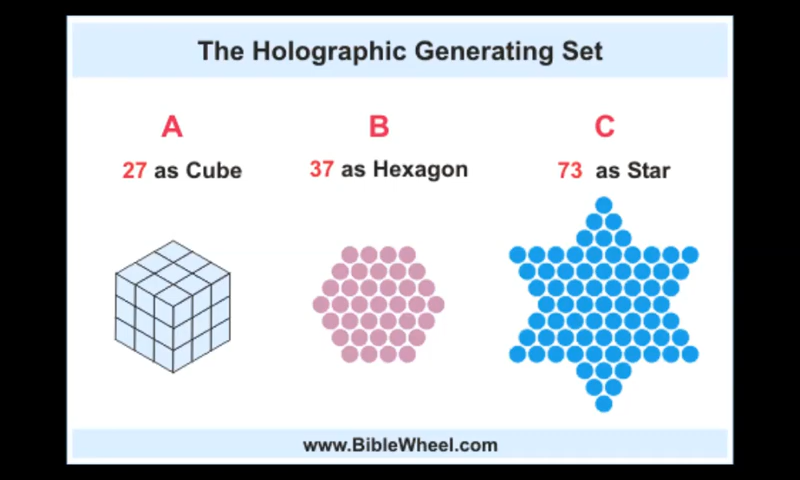 The Holographic Generating Set
A
B
C
27 as Cube
37 as Hexagon
73 as Star
www.BibleWheel.com